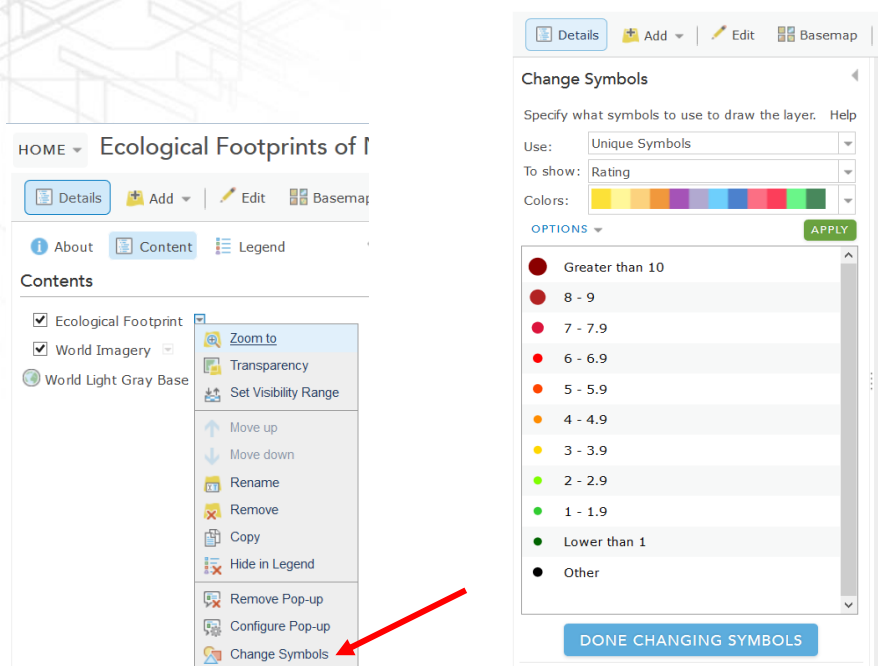 HOME Ecological Footprints of N
Details Add Edit Basemap
About Content Legend
Contents
Ecological Footprint
World Imagery
World Light Gray Base
Zoom to
Transparency
Set Visibility Range
Move up
Move down
Rename
Remove
Copy
Hide in Legend
Remove Pop-up
Configure Pop-up
Change Symbols
Details Add Edit Basemap
Change Symbols
Specify what symbols to use to draw the layer. Help
Use: Unique Symbols
To show: Rating
Colors:
OPTIONS APPLY
Greater than 10
8 - 9
7 - 7.9
6 - 6.9
5 - 5.9
4 - 4.9
3 - 3.9
2 - 2.9
1 - 1.9
Lower than 1
Other
DONE CHANGING SYMBOLS